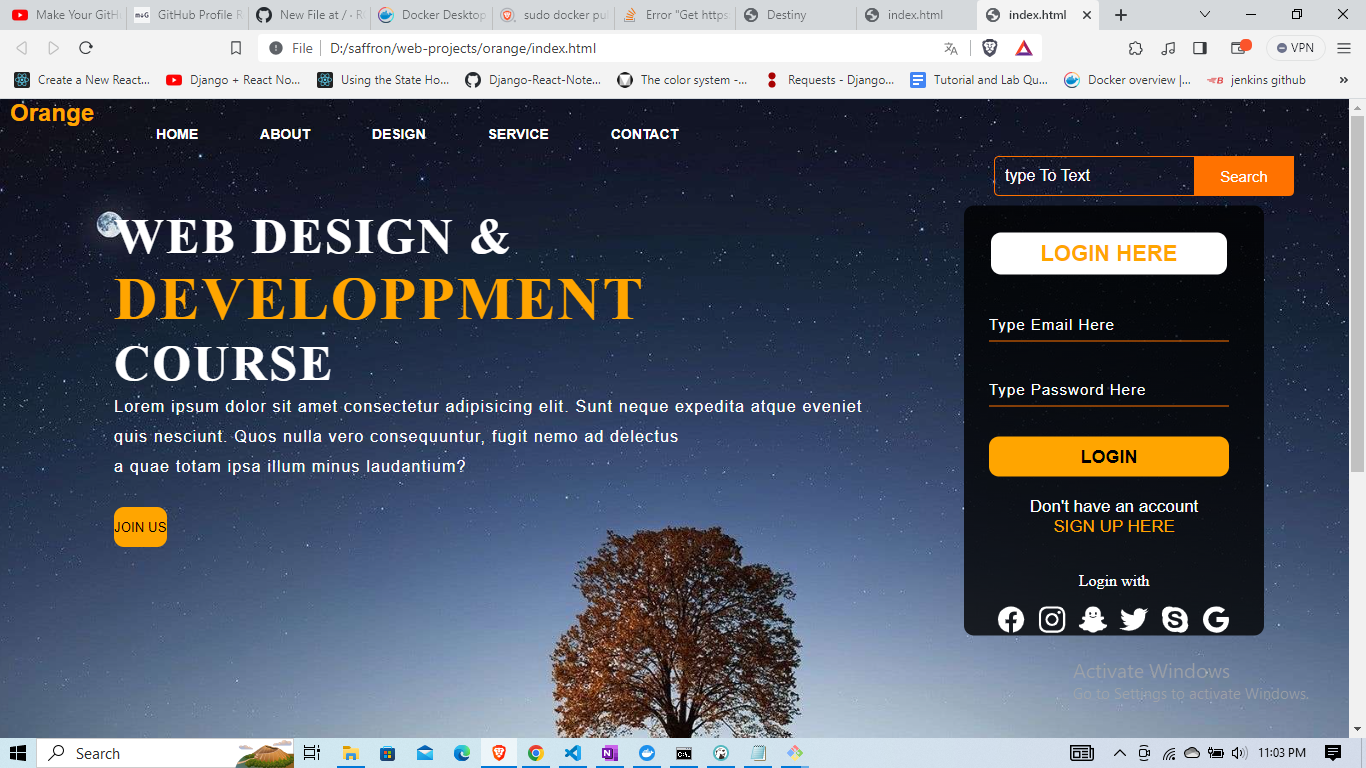 Make Your GitH
m&G
GitHub Profile R
New File at / · R
Docker Desktop
sudo docker pul
Error "Get https
Destiny
index.html
index.html
File
D:/saffron/web-projects/orange/index.html
VPN
Create a New React...
Django + React No...
Using the State Ho...
Django-React-Note...
The color system -...
Requests - Django...
Tutorial and Lab Qu...
Docker overview |...
jenkins github
Orange
HOME
ABOUT
DESIGN
SERVICE
CONTACT
type To Text
Search
WEB DESIGN &
DEVELOPPMENT
COURSE
Lorem ipsum dolor sit amet consectetur adipisicing elit. Sunt neque expedita atque eveniet
quis nesciunt. Quos nulla vero consequuntur, fugit nemo ad delectus
a quae totam ipsa illum minus laudantium?
JOIN US
LOGIN HERE
Type Email Here
Type Password Here
LOGIN
Don't have an account
SIGN UP HERE
Login with
Activate Windows
Go to Settings to activate Windows.
Search
11:03 PM